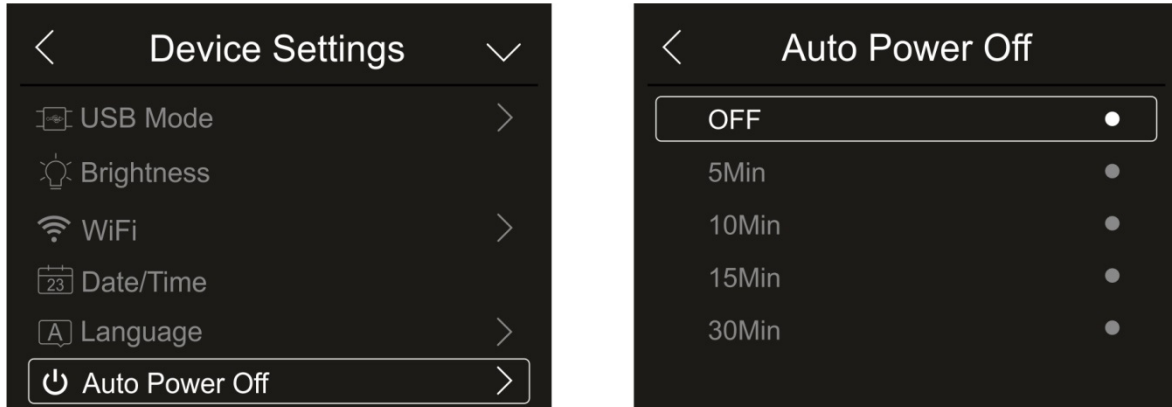 Device Settings
USB Mode
Brightness
WiFi
23 Date/Time
A Language
Auto Power Off
Auto Power Off
OFF
5Min
10Min
15Min
30Min